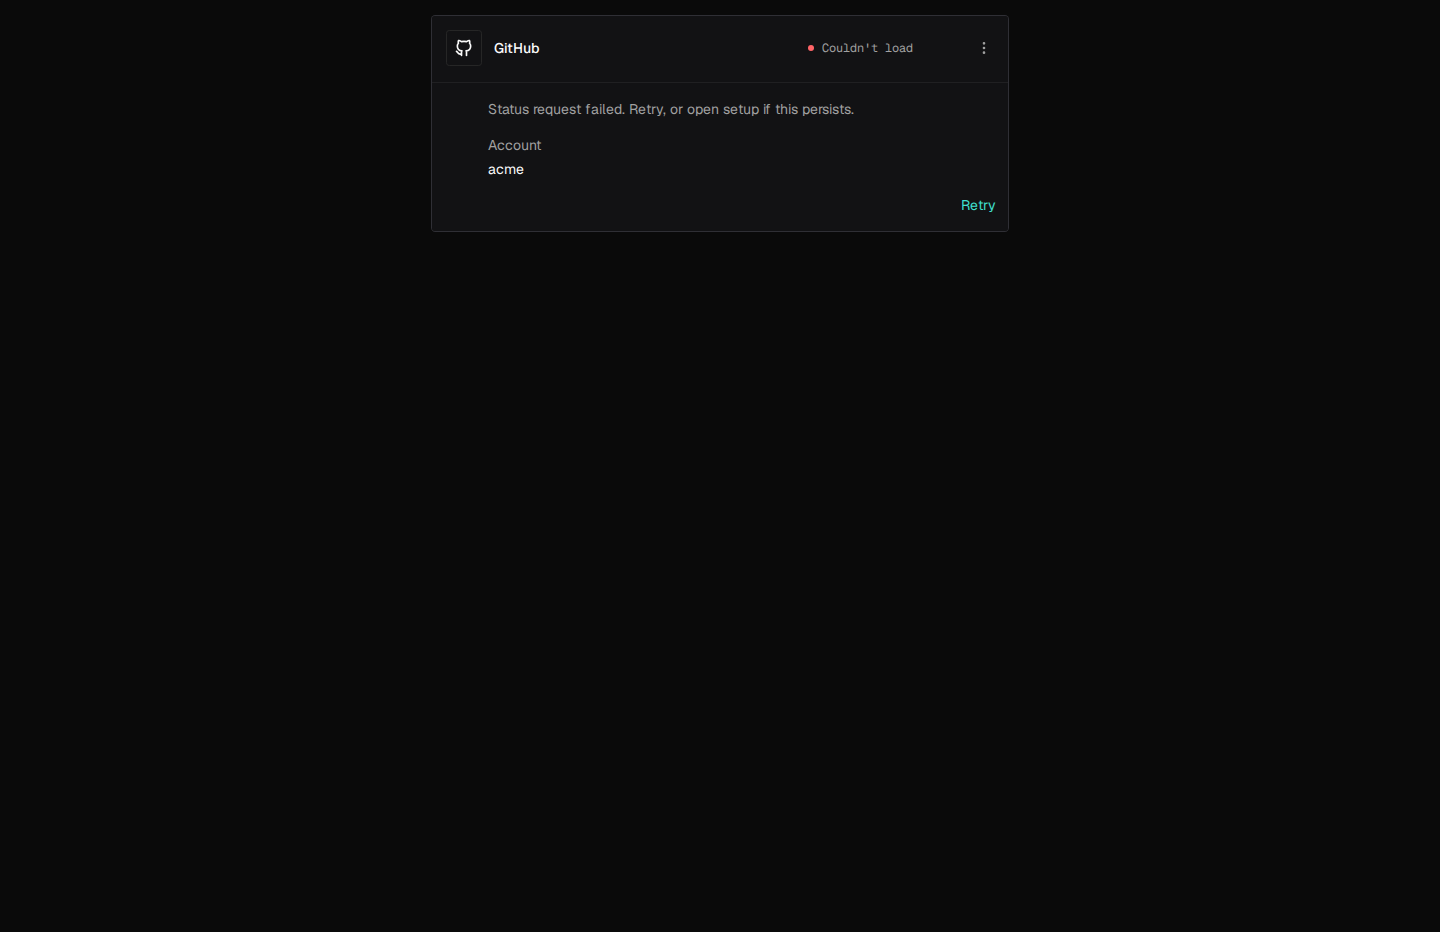 GitHub
Couldn't load
Status request failed. Retry, or open setup if this persists.
Account
acme
Retry